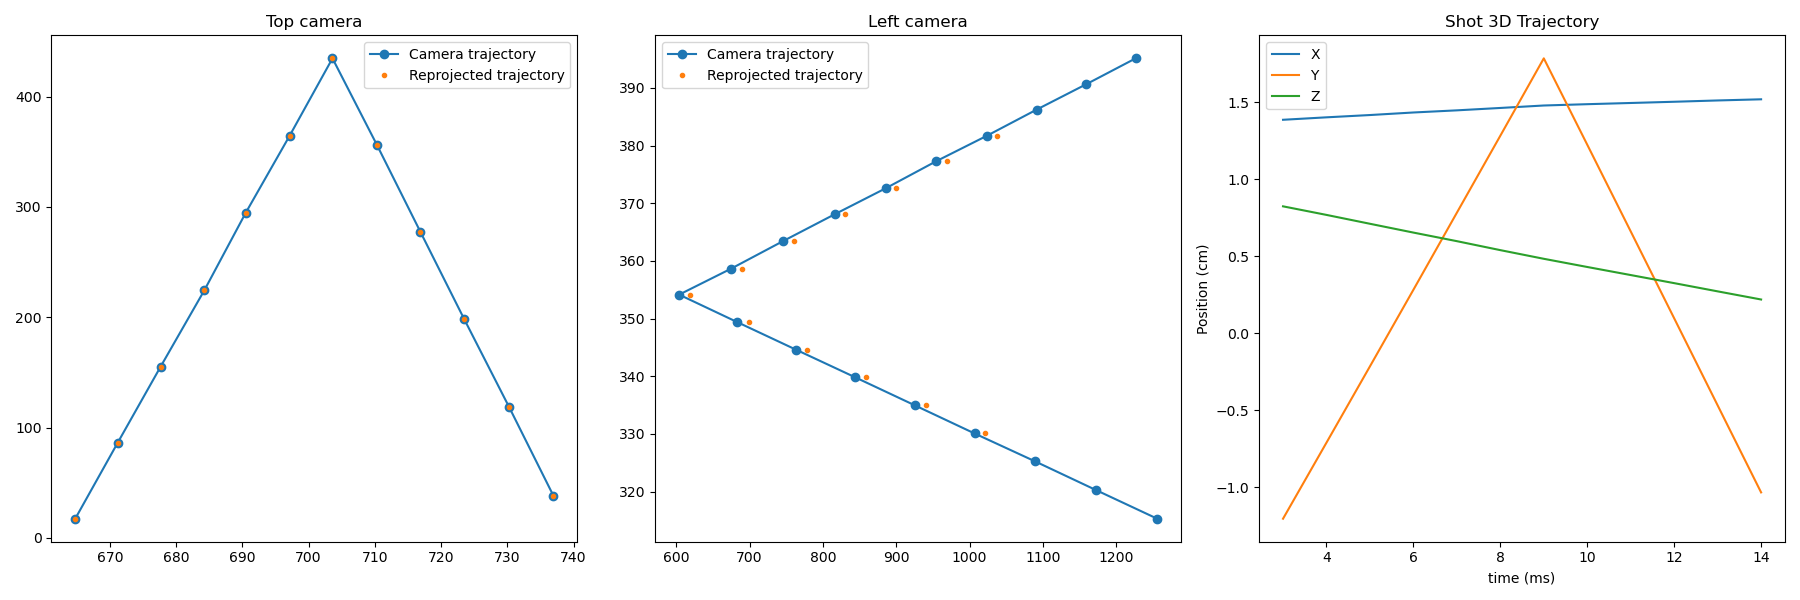 Top camera
Camera trajectory
Reprojected trajectory
400
300
200
100
0
670 680 690 700 710 720 730 740
Left camera
Camera trajectory
Reprojected trajectory
390
380
370
360
350
340
330
320
600 700 800 900 1000 1100 1200
Shot 3D Trajectory
X
Y
Z
Position (cm)
1.5
1.0
0.5
0.0
−0.5
−1.0
4 6 8 10 12 14
time (ms)